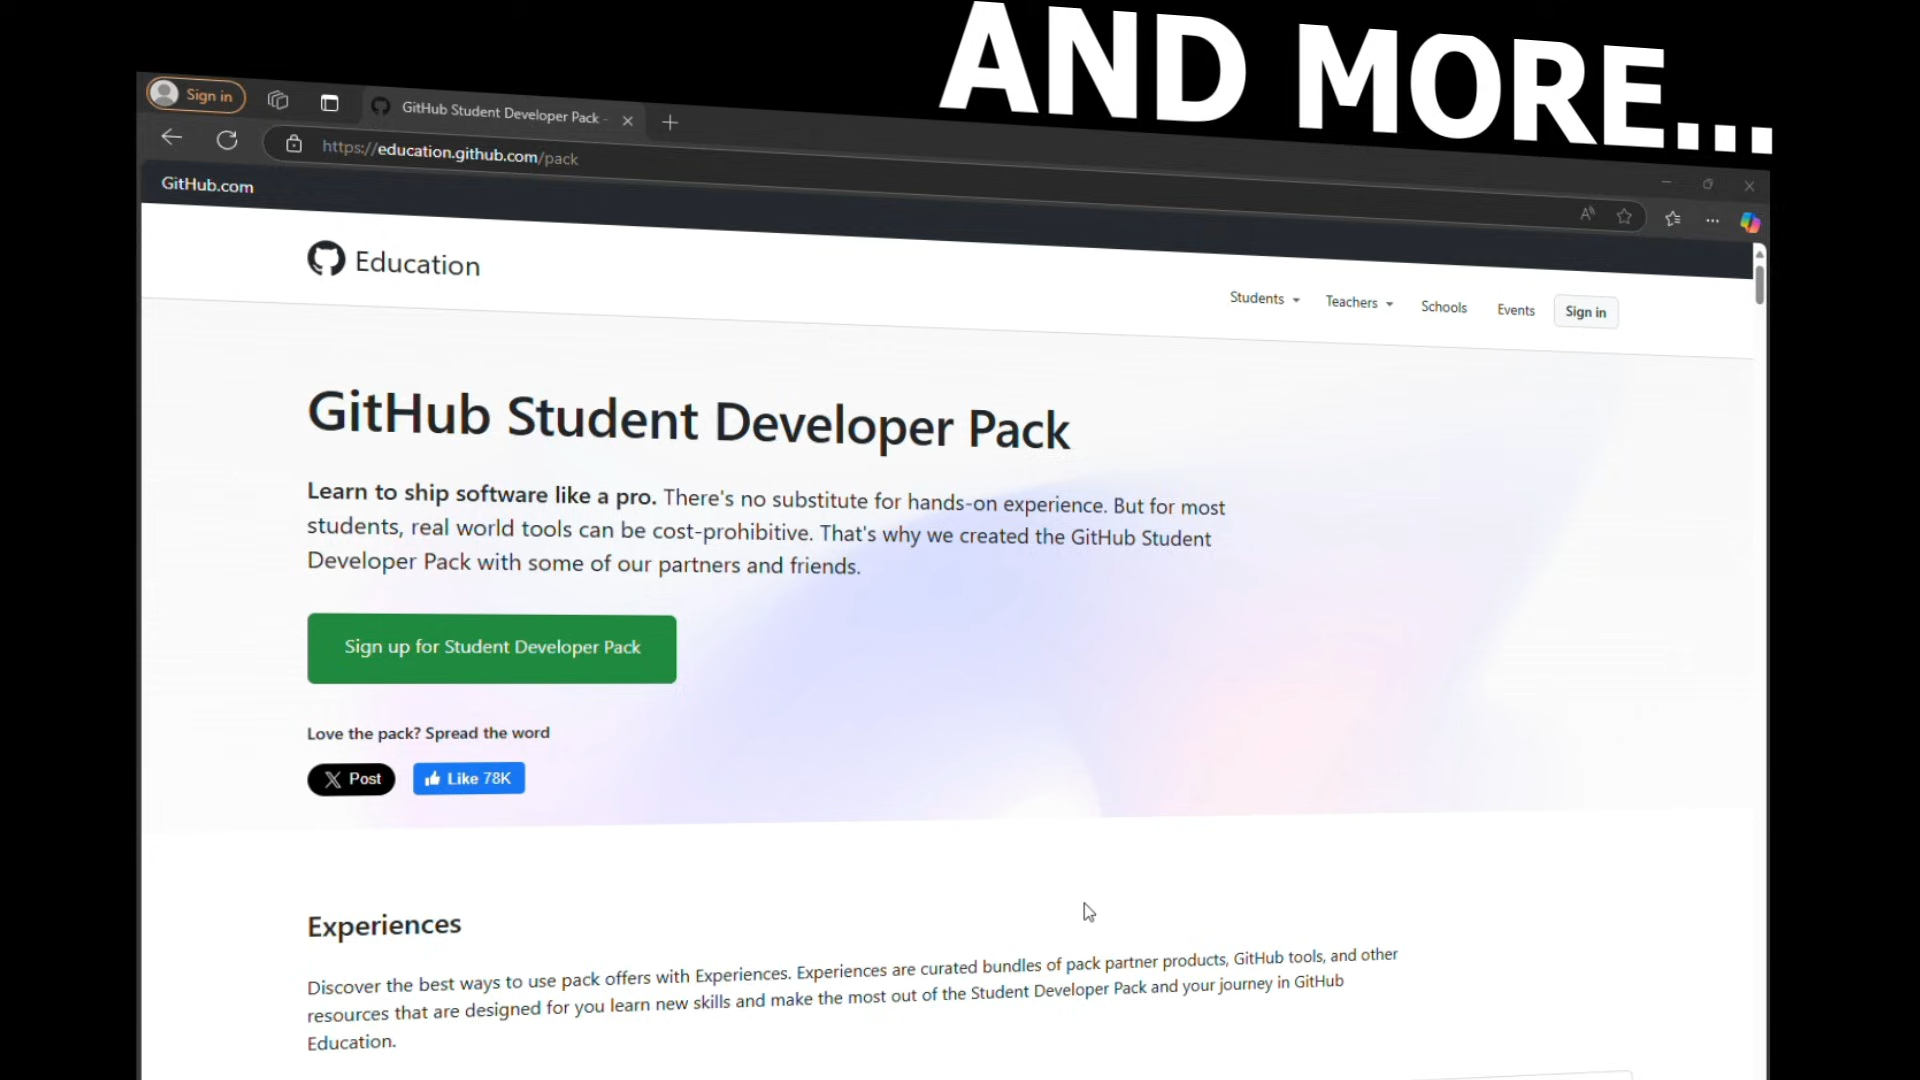 AND MORE...
Sign in
GitHub Student Developer Pack -
https://education.github.com/pack
GitHub.com
Education
Students
Teachers
Schools
Events
Sign in
GitHub Student Developer Pack
Learn to ship software like a pro. There's no substitute for hands-on experience. But for most
students, real world tools can be cost-prohibitive. That's why we created the GitHub Student
Developer Pack with some of our partners and friends.
Sign up for Student Developer Pack
Love the pack? Spread the word
X Post
Like 78K
Experiences
Discover the best ways to use pack offers with Experiences. Experiences are curated bundles of pack partner products, GitHub tools, and other
resources that are designed for you learn new skills and make the most out of the Student Developer Pack and your journey in GitHub
Education.